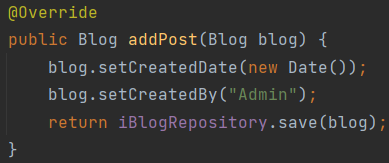 @Override
public Blog addPost(Blog blog) {
    blog.setCreatedDate(new Date());
    blog.setCreatedBy("Admin");
    return iBlogRepository.save(blog);
}